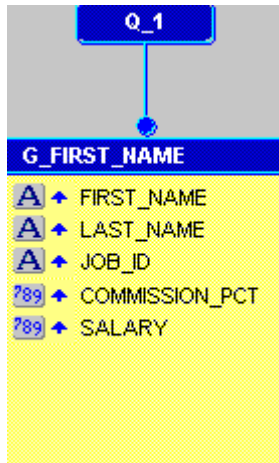 Q_1
G_FIRST_NAME
A FIRST_NAME
A LAST_NAME
A JOB_ID
789 COMMISSION_PCT
789 SALARY